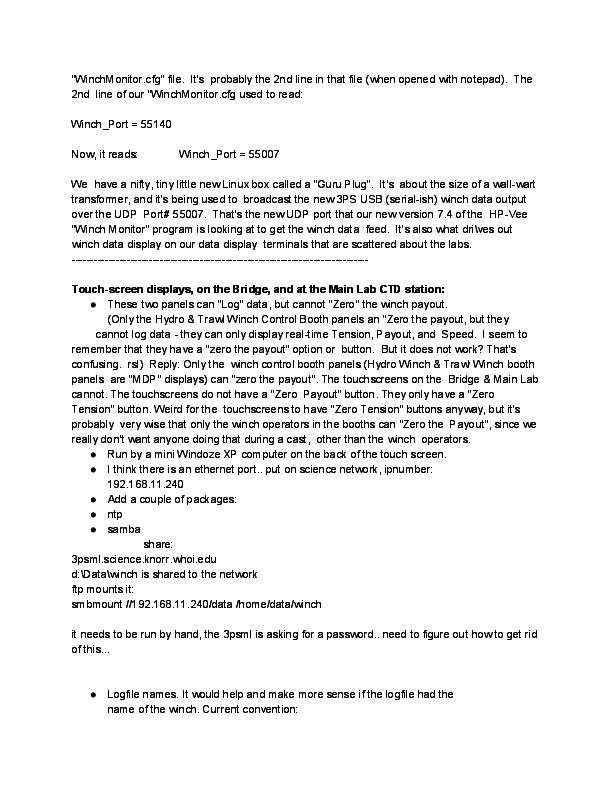 "WinchMonitor.cfg" file. It's probably the 2nd line in that file (when opened with notepad). The
2nd line of our "WinchMonitor.cfg used to read:
Winch_Port = 55140
Now, it reads: Winch_Port = 55007
We have a nifty, tiny little new Linux box called a "Guru Plug". It's about the size of a wall-wart
transformer, and it's being used to broadcast the new 3PS USB (serial-ish) winch data output
over the UDP Port# 55007. That's the new UDP port that our new version 7.4 of the HP-Vee
"Winch Monitor" program is looking at to get the winch data feed. It's also what drives out
winch data display on our data display terminals that are scattered about the labs.
--------------------------------------------------------------------
Touch-screen displays, on the Bridge, and at the Main Lab CTD station:
● These two panels can "Log" data, but cannot "Zero" the winch payout.
(Only the Hydro & Trawl Winch Control Booth panels an "Zero the payout, but they
cannot log data - they can only display real-time Tension, Payout, and Speed. I seem to
remember that they have a "zero the payout" option or button. But it does not work? That's
confusing. rsl) Reply: Only the winch control booth panels (Hydro Winch & Trawl Winch booth
panels are "MDP" displays) can "zero the payout". The touchscreens on the Bridge & Main Lab
cannot. The touchscreens do not have a "Zero Payout" button. They only have a "Zero
Tension" button. Weird for the touchscreens to have "Zero Tension" buttons anyway, but it's
probably very wise that only the winch operators in the booths can "Zero the Payout", since we
really don't want anyone doing that during a cast, other than the winch operators.
● Run by a mini Windoze XP computer on the back of the touch screen.
● I think there is an ethernet port.. put on science network, ipnumber:
192.168.11.240
● Add a couple of packages:
● ntp
● samba
share:
3psml.science.knorr.whoi.edu
d:\Data\winch is shared to the network
ftp mounts it:
smbmount //192.168.11.240/data /home/data/winch
it needs to be run by hand, the 3psml is asking for a password.. need to figure out how to get rid
of this...
● Logfile names. It would help and make more sense if the logfile had the
name of the winch. Current convention: